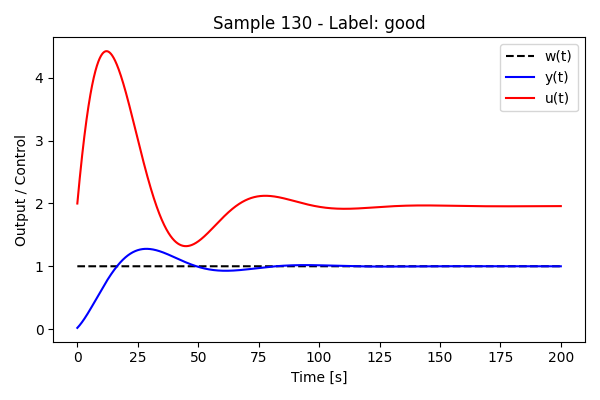 Sample 130 - Label: good
w(t)
y(t)
u(t)
Output / Control
4
3
2
1
0
0 25 50 75 100 125 150 175 200
Time [s]